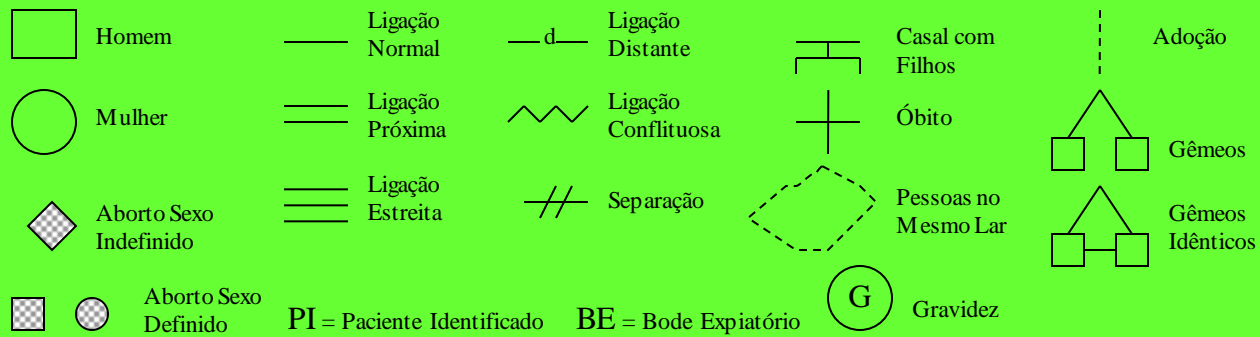 Homem
Ligação
Normal
d
Ligação
Distante
Casal com
Filhos
Adoção
Mulher
Ligação
Próxima
Ligação
Conflituosa
Óbito
Gêmeos
Aborto Sexo
Indefinido
Ligação
Estreita
Separação
Pessoas no
Mesmo Lar
Gêmeos
Idênticos
Aborto Sexo
Definido
PI = Paciente Identificado
BE = Bode Expiatório
G
Gravidez